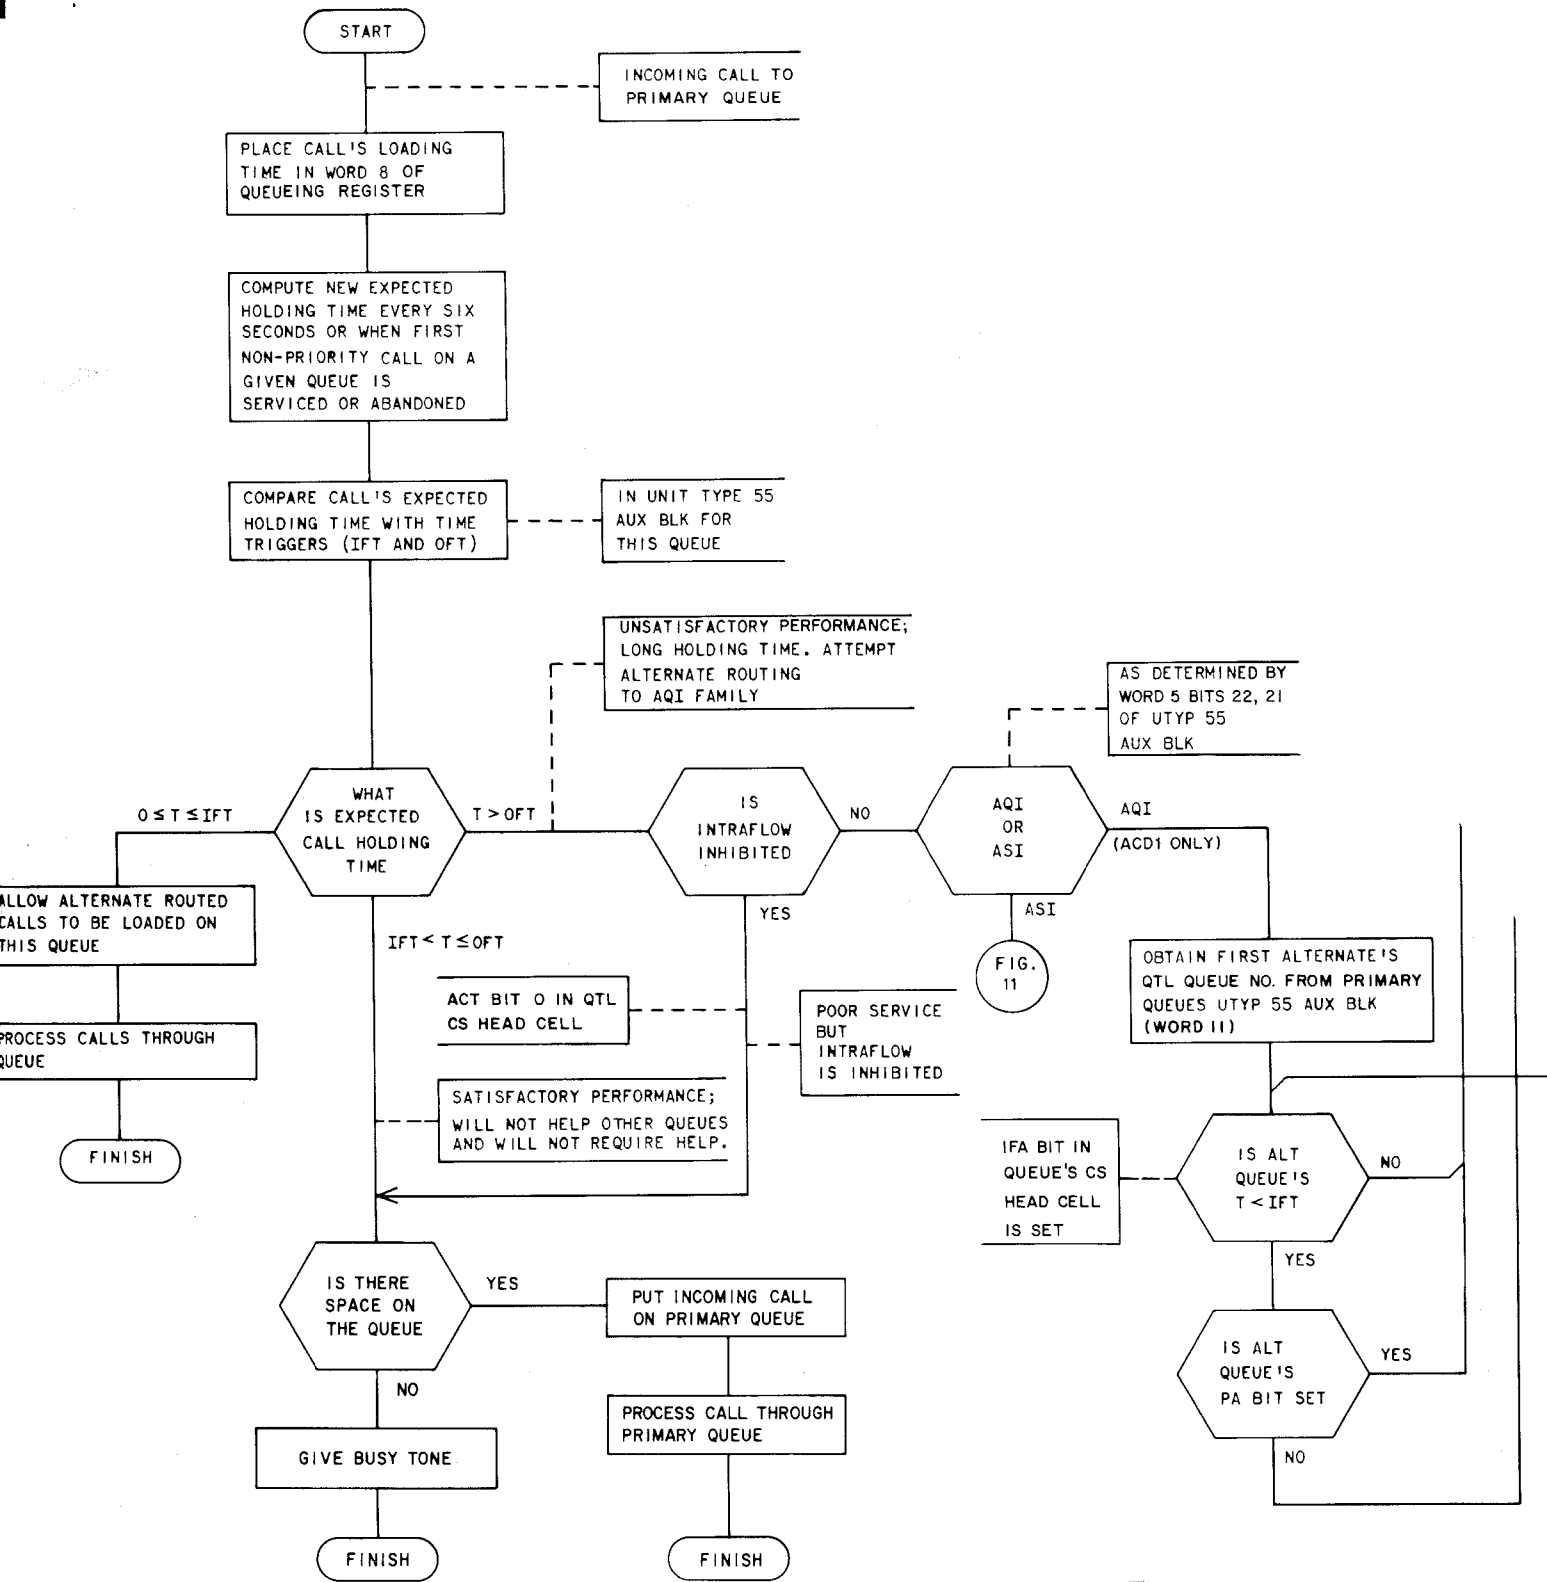 START
INCOMING CALL TO
PRIMARY QUEUE
PLACE CALL'S LOADING
TIME IN WORD 8 OF
QUEUEING REGISTER
COMPUTE NEW EXPECTED
HOLDING TIME EVERY SIX
SECONDS OR WHEN FIRST
NON-PRIORITY CALL ON A
GIVEN QUEUE IS
SERVICED OR ABANDONED
COMPARE CALL'S EXPECTED
HOLDING TIME WITH TIME
TRIGGERS (IFT AND OFT)
IN UNIT TYPE 55
AUX BLK FOR
THIS QUEUE
UNSATISFACTORY PERFORMANCE;
LONG HOLDING TIME. ATTEMPT
ALTERNATE ROUTING
TO AQI FAMILY
AS DETERMINED BY
WORD 5 BITS 22, 21
OF UTYP 55
AUX BLK
WHAT
IS EXPECTED
CALL HOLDING
TIME
O ≤ T ≤ IFT
T > OFT
IS
INTRAFLOW
INHIBITED
NO
AQI
OR
ASI
AQI
(ACD1 ONLY)
YES
ASI
IFT < T ≤ OFT
ALLOW ALTERNATE ROUTED
CALLS TO BE LOADED ON
THIS QUEUE
PROCESS CALLS THROUGH
QUEUE
FINISH
ACT BIT O IN QTL
CS HEAD CELL
POOR SERVICE
BUT
INTRAFLOW
IS INHIBITED
FIG.
11
OBTAIN FIRST ALTERNATE'S
QTL QUEUE NO. FROM PRIMARY
QUEUES UTYP 55 AUX BLK
(WORD 11)
SATISFACTORY PERFORMANCE;
WILL NOT HELP OTHER QUEUES
AND WILL NOT REQUIRE HELP.
IFA BIT IN
QUEUE'S CS
HEAD CELL
IS SET
IS ALT
QUEUE'S
T < IFT
NO
YES
IS THERE
SPACE ON
THE QUEUE
YES
PUT INCOMING CALL
ON PRIMARY QUEUE
IS ALT
QUEUE'S
PA BIT SET
YES
NO
NO
PROCESS CALL THROUGH
PRIMARY QUEUE
GIVE BUSY TONE
FINISH
FINISH